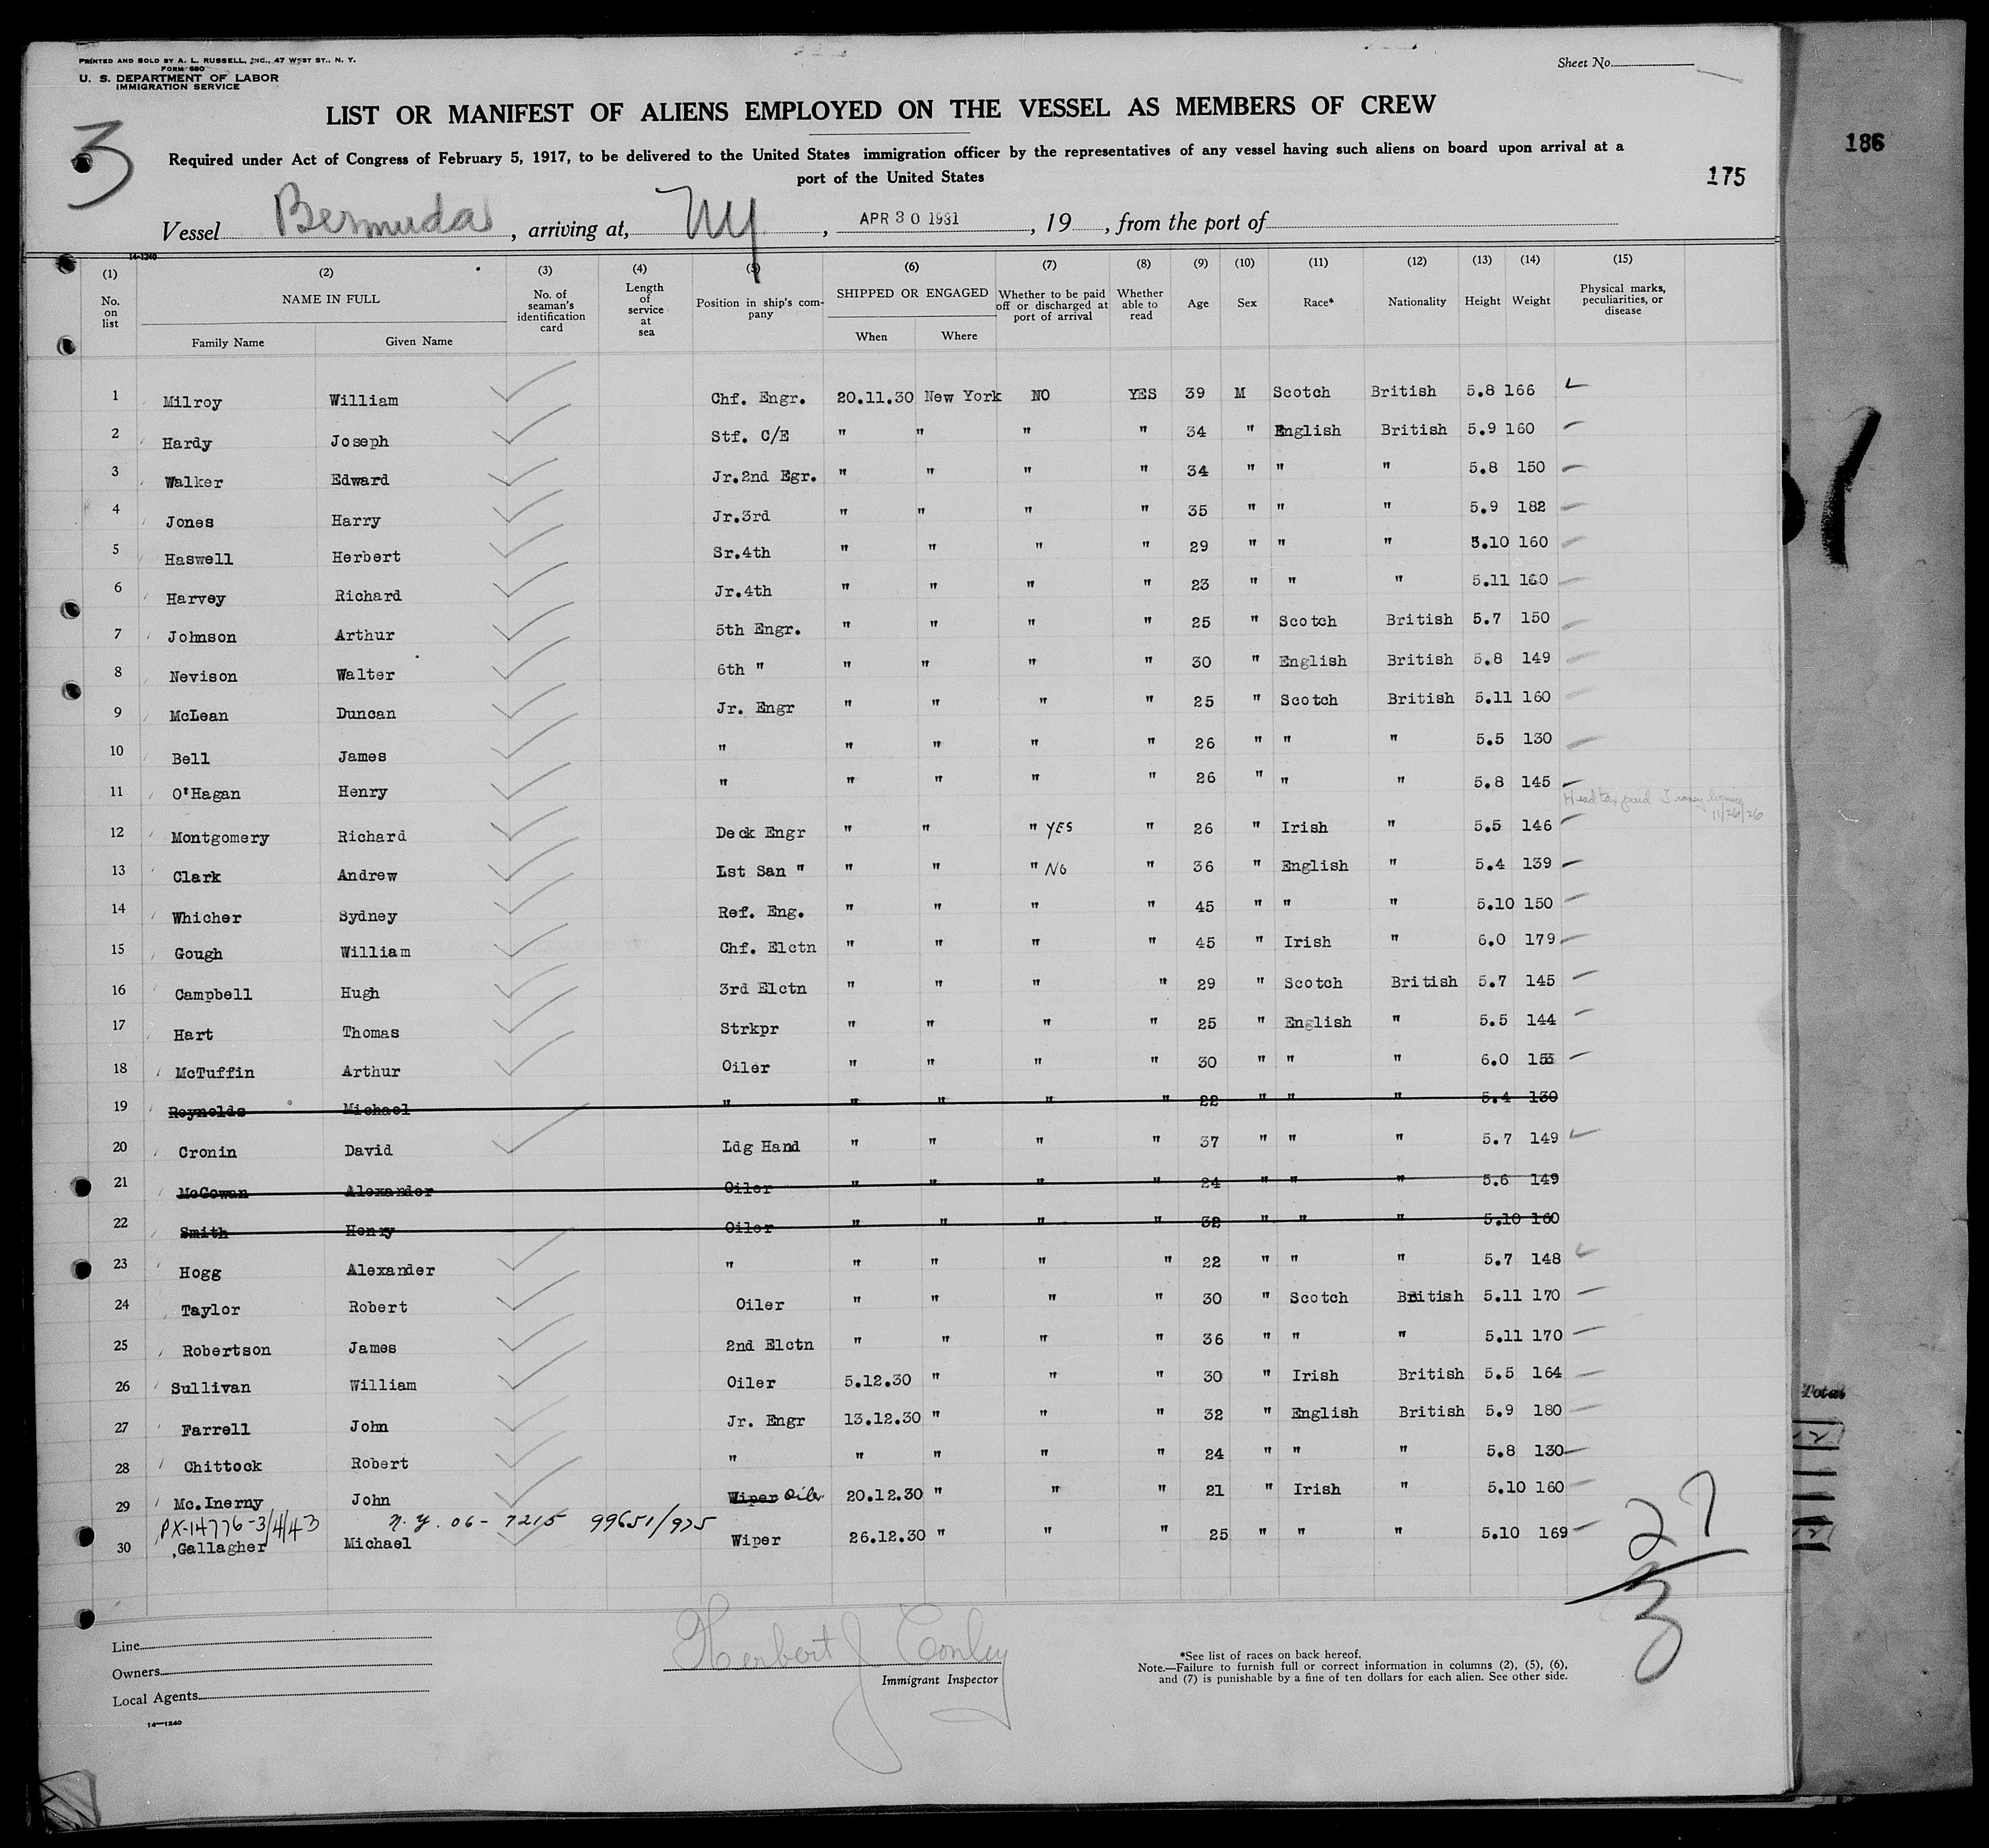 PRINTED AND SOLD BY A. L. RUSSELL, INC., 47 WEST ST., N. Y.
FORM 680
U. S. DEPARTMENT OF LABOR
IMMIGRATION SERVICE
Sheet No.
LIST OR MANIFEST OF ALIENS EMPLOYED ON THE VESSEL AS MEMBERS OF CREW
3
186
Required under Act of Congress of February 5, 1917, to be delivered to the United States immigration officer by the representatives of any vessel having such aliens on board upon arrival at a
port of the United States
175
Vessel Bermuda, arriving at, NY, APR 30 1931, 19 , from the port of
14-1240
(1) (2) (3) (4) (5) (6) (7) (8) (9) (10) (11) (12) (13) (14) (15)
No. on list NAME IN FULL Family Name Given Name No. of seaman's identification card Length of service at sea Position in ship's company SHIPPED OR ENGAGED When Where Whether to be paid off or discharged at port of arrival Whether able to read Age Sex Race* Nationality Height Weight Physical marks, peculiarities, or disease
1 Milroy William Chf. Engr. 20.11.30 New York NO YES 39 M Scotch British 5.8 166
2 Hardy Joseph Stf. C/E " " " " 34 " English British 5.9 160
3 Walker Edward Jr.2nd Egr. " " " " 34 " " " 5.8 150
4 Jones Harry Jr.3rd " " " " 35 " " " 5.9 182
5 Haswell Herbert Sr.4th " " " " 29 " " " 5.10 160
6 Harvey Richard Jr.4th " " " " 23 " " " 5.11 160
7 Johnson Arthur 5th Engr. " " " " 25 " Scotch British 5.7 150
8 Nevison Walter 6th " " " " " 30 " English British 5.8 149
9 McLean Duncan Jr. Engr " " " " 25 " Scotch British 5.11 160
10 Bell James " " " " " 26 " " " 5.5 130
11 O'Hagan Henry " " " " " 26 " " " 5.8 145
Head tax paid 11/26/26
12 Montgomery Richard Deck Engr " " " YES " 26 " Irish " 5.5 146
13 Clark Andrew Lst San " " " " NO " 36 " English " 5.4 139
14 Whicher Sydney Ref. Eng. " " " " 45 " " " 5.10 150
15 Gough William Chf. Elctn " " " " 45 " Irish " 6.0 179
16 Campbell Hugh 3rd Elctn " " " " 29 " Scotch British 5.7 145
17 Hart Thomas Strkpr " " " " 25 " English " 5.5 144
18 McTuffin Arthur Oiler " " " " 30 " " " 6.0
19 Reynolds Michael " " " " " 22 " " " 5.4 130
20 Cronin David Ldg Hand " " " " 37 " " " 5.7 149
21 McGowan Alexander Oiler " " " " 24 " " " 5.6 149
22 Smith Henry Oiler " " " " 32 " " " 5.10 160
23 Hogg Alexander " " " " " 22 " " " 5.7 148
24 Taylor Robert Oiler " " " " 30 " Scotch British 5.11 170
25 Robertson James 2nd Elctn " " " " 36 " " " 5.11 170
26 Sullivan William Oiler 5.12.30 " " " 30 " Irish British 5.5 164
27 Farrell John Jr. Engr 13.12.30 " " " 32 " English British 5.9 180
28 Chittock Robert " " " " " 24 " " " 5.8 130
29 Mc.Inerny John Wiper Oiler 20.12.30 " " " 21 " Irish " 5.10 160
PX-14776-3/4/43 N.Y. 06- 7215 99651/975
30 Gallagher Michael Wiper 26.12.30 " " " 25 " " " 5.10 169
27
3
Total
Line
Owners
Local Agents
14-1240
Herbert J Conley
Immigrant Inspector
*See list of races on back hereof.
Note.—Failure to furnish full or correct information in columns (2), (5), (6),
and (7) is punishable by a fine of ten dollars for each alien. See other side.